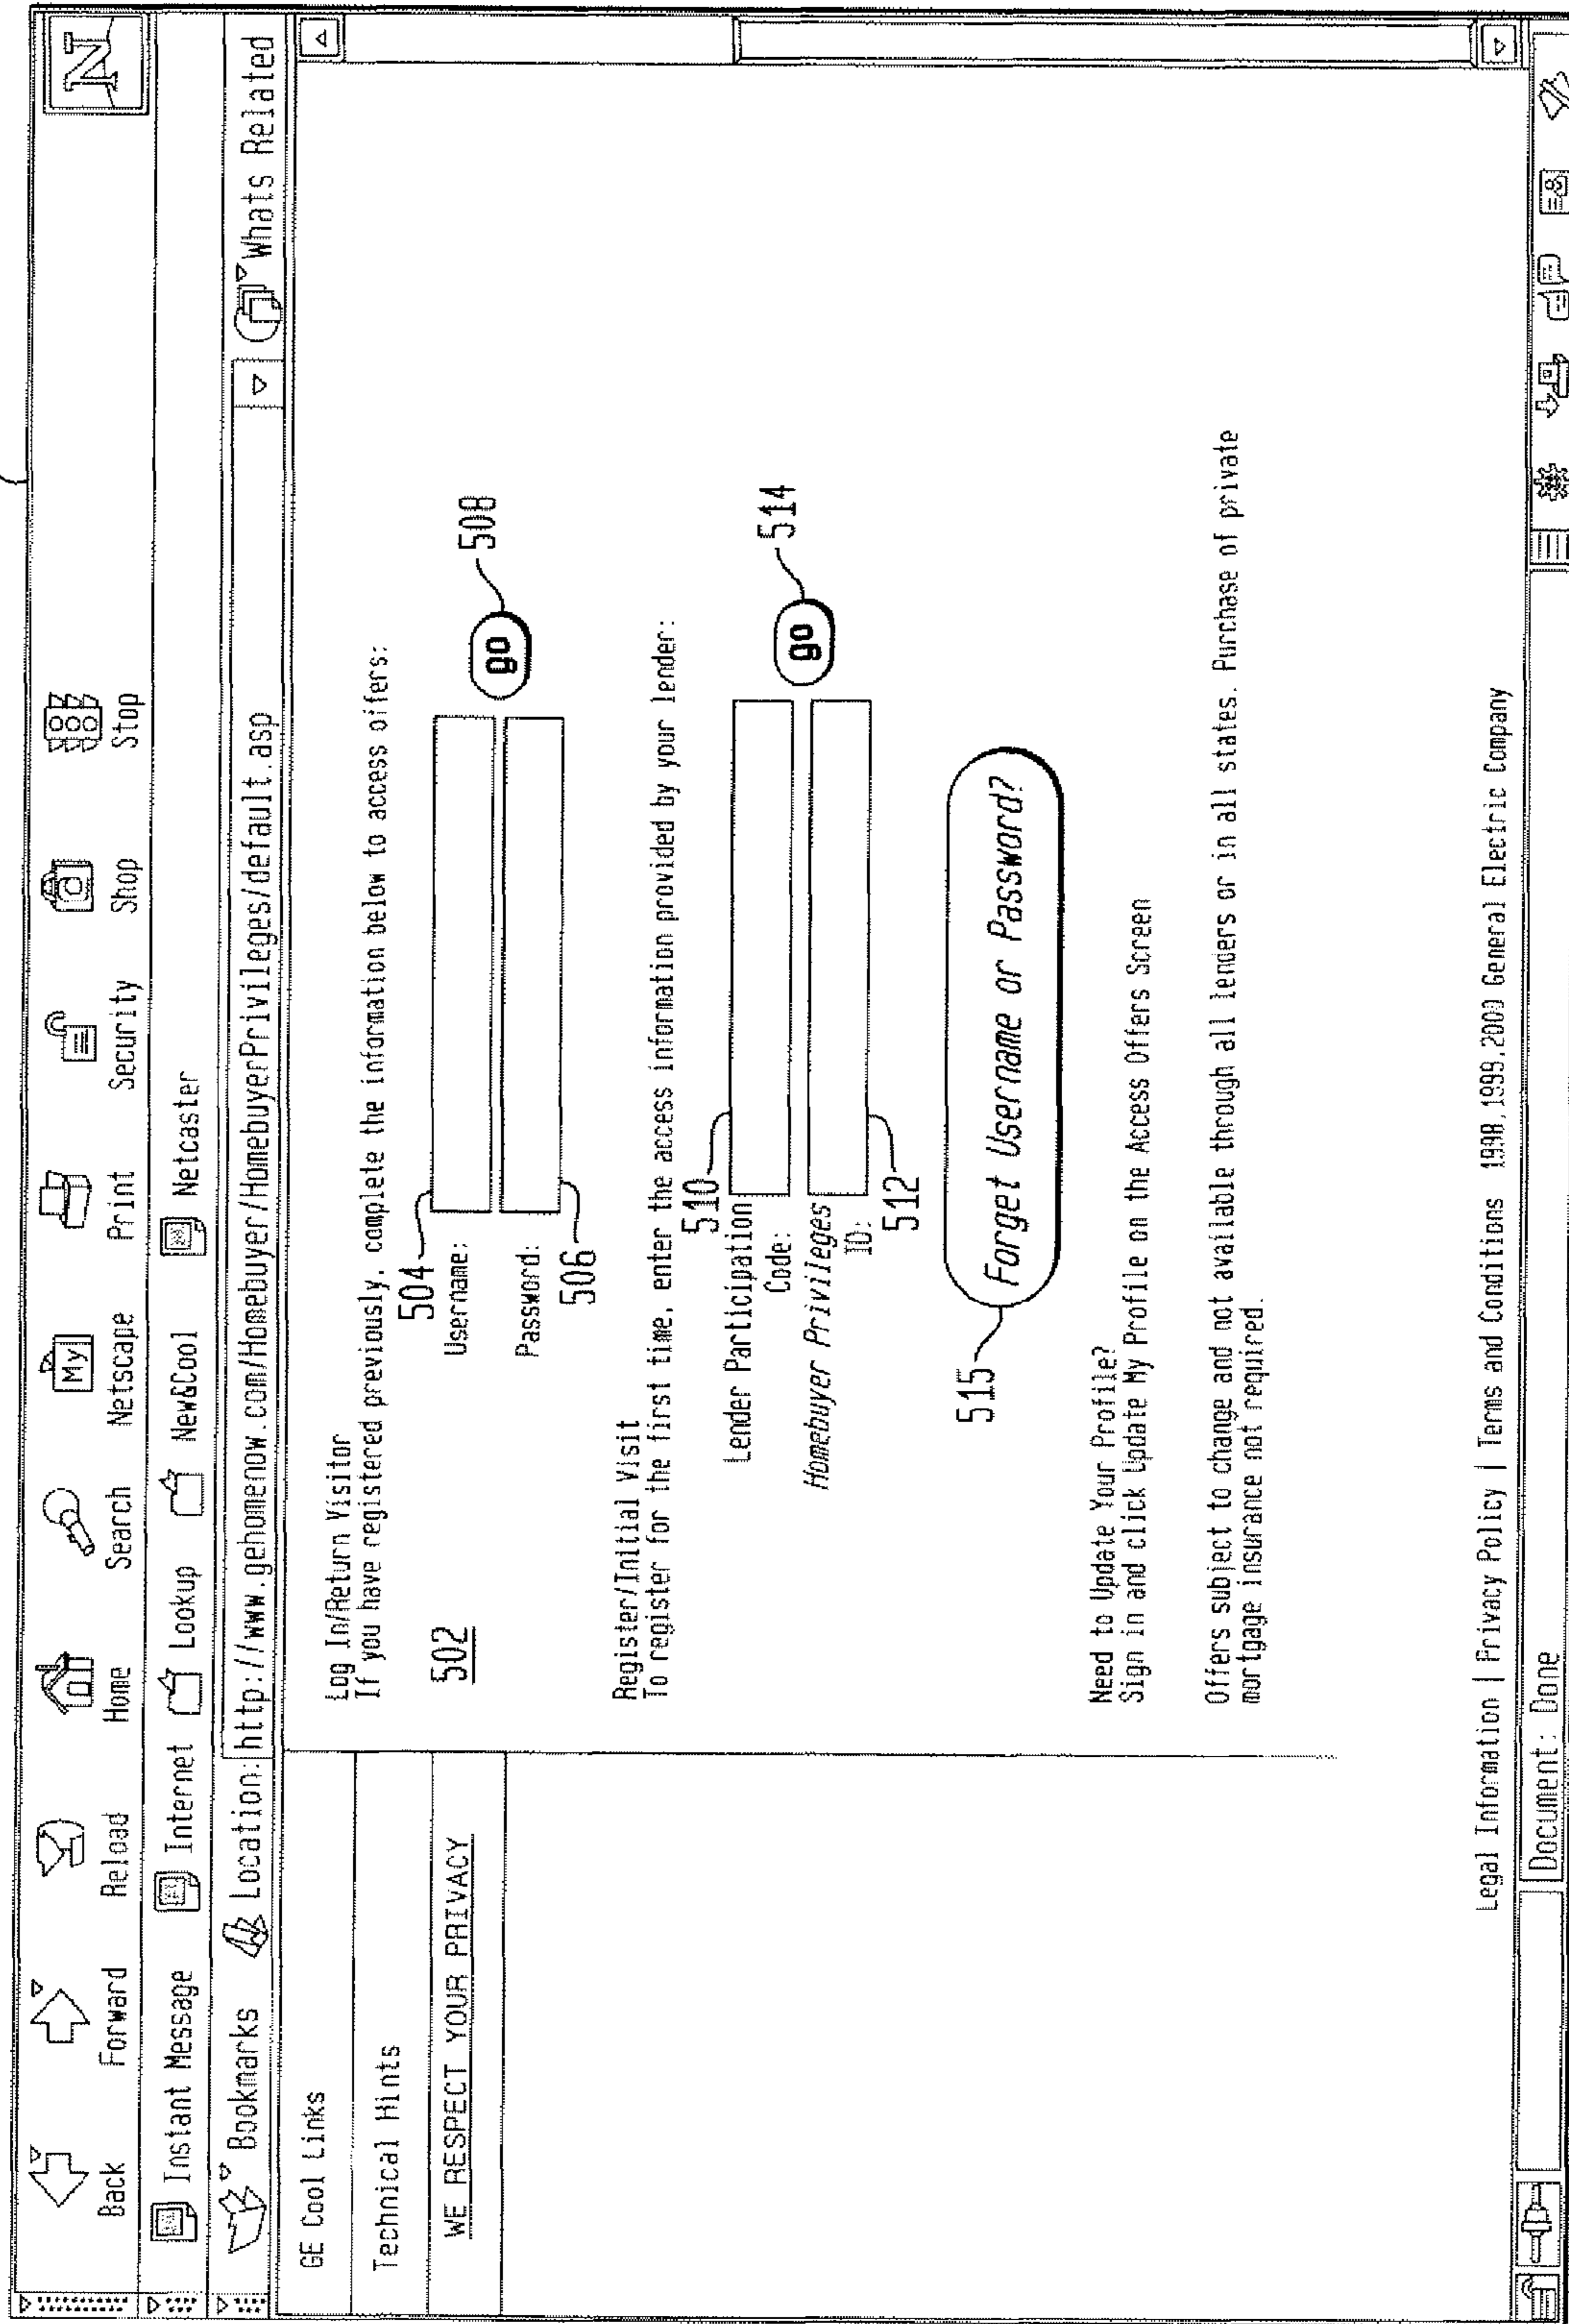 N
Back Forward Reload Home Search Netscape Print Security Shop Stop
My
Instant Message Internet Lookup New&Cool Netcaster
Bookmarks Location: http://www.gehomenow.com/Homebuyer/HomebuyerPrivileges/default.asp Whats Related
GE Cool Links
Technical Hints
WE RESPECT YOUR PRIVACY
Log In/Return Visitor
If you have registered previously, complete the information below to access offers:
502
504
Username:
go 508
Password:
506
Register/Initial Visit
To register for the first time, enter the access information provided by your lender:
510
Lender Participation
Code:
go 514
Homebuyer Privileges
ID:
512
515 Forget Username or Password?
Need to Update Your Profile?
Sign in and click Update My Profile on the Access Offers Screen
Offers subject to change and not available through all lenders or in all states. Purchase of private
mortgage insurance not required.
Legal Information | Privacy Policy | Terms and Conditions 1998,1999,2000 General Electric Company
Document: Done